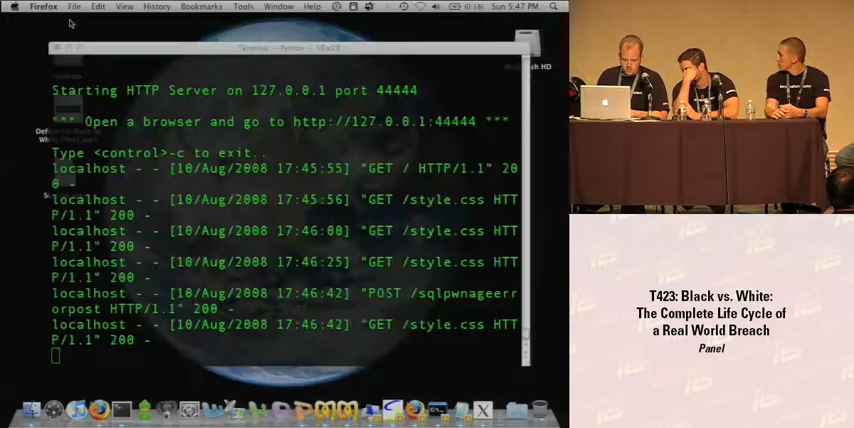 Firefox File Edit View History Bookmarks Tools Window Help (0:18) Sun 5:47 PM
Terminal — Python — 55x20
Starting HTTP Server on 127.0.0.1 port 44444
*** Open a browser and go to http://127.0.0.1:44444 ***
Type <control>-c to exit..
localhost - - [10/Aug/2008 17:45:55] "GET / HTTP/1.1" 20
0 -
localhost - - [10/Aug/2008 17:45:56] "GET /style.css HTT
P/1.1" 200 -
localhost - - [10/Aug/2008 17:46:00] "GET /style.css HTT
P/1.1" 200 -
localhost - - [10/Aug/2008 17:46:25] "GET /style.css HTT
P/1.1" 200 -
localhost - - [10/Aug/2008 17:46:42] "POST /sqlpwnageerr
orpost HTTP/1.1" 200 -
localhost - - [10/Aug/2008 17:46:42] "GET /style.css HTT
P/1.1" 200 -
HD
T423: Black vs. White:
The Complete Life Cycle of
a Real World Breach
Panel